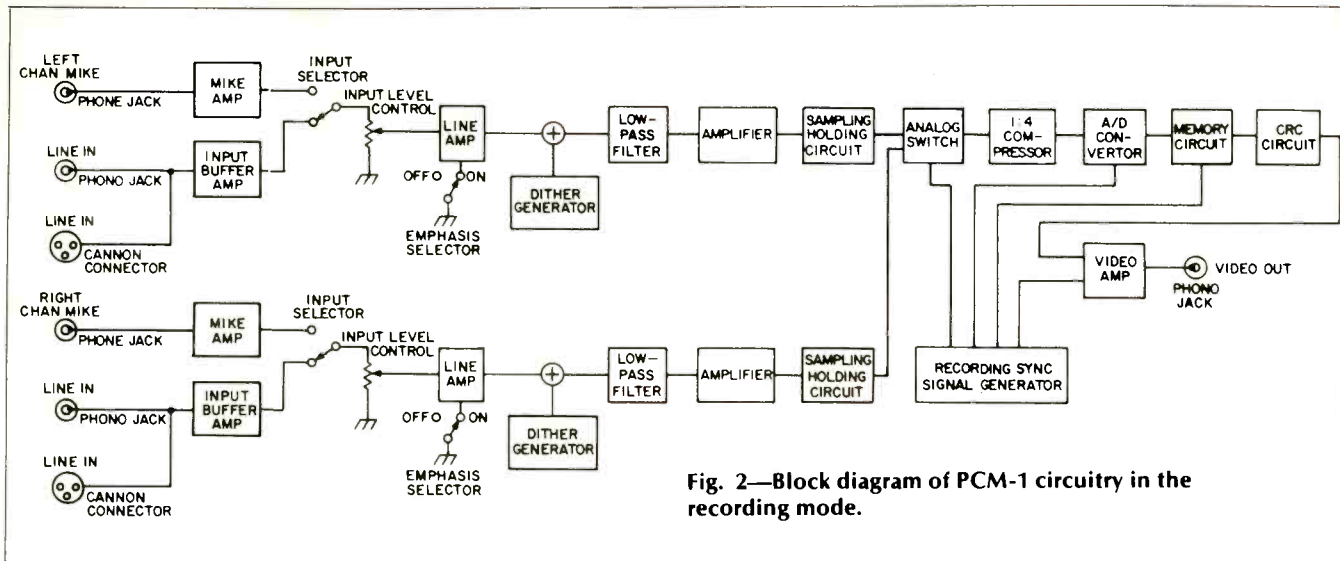 LEFT
CHAN MIKE
PHONE JACK
MIKE
AMP
INPUT
SELECTOR
INPUT LEVEL
CONTROL
LINE IN
PHONO JACK
INPUT
BUFFER
AMP
LINE IN
CANNON
CONNECTOR
LINE
AMP
OFF
ON
EMPHASIS
SELECTOR
DITHER
GENERATOR
LOW-
PASS
FILTER
AMPLIFIER
SAMPLING
HOLDING
CIRCUIT
ANALOG
SWITCH
1:4
COM-
PRESSOR
A/D
CON-
VERTOR
MEMORY
CIRCUIT
CRC
CIRCUIT
VIDEO
AMP
VIDEO OUT
PHONO
JACK
RECORDING SYNC
SIGNAL GENERATOR
RIGHT
CHAN MIKE
PHONE JACK
MIKE
AMP
INPUT
SELECTOR
INPUT LEVEL
CONTROL
LINE IN
PHONO JACK
INPUT
BUFFER
AMP
LINE IN
CANNON
CONNECTOR
LINE
AMP
OFF
ON
EMPHASIS
SELECTOR
DITHER
GENERATOR
LOW-
PASS
FILTER
AMPLIFIER
SAMPLING
HOLDING
CIRCUIT
Fig. 2—Block diagram of PCM-1 circuitry in the
recording mode.